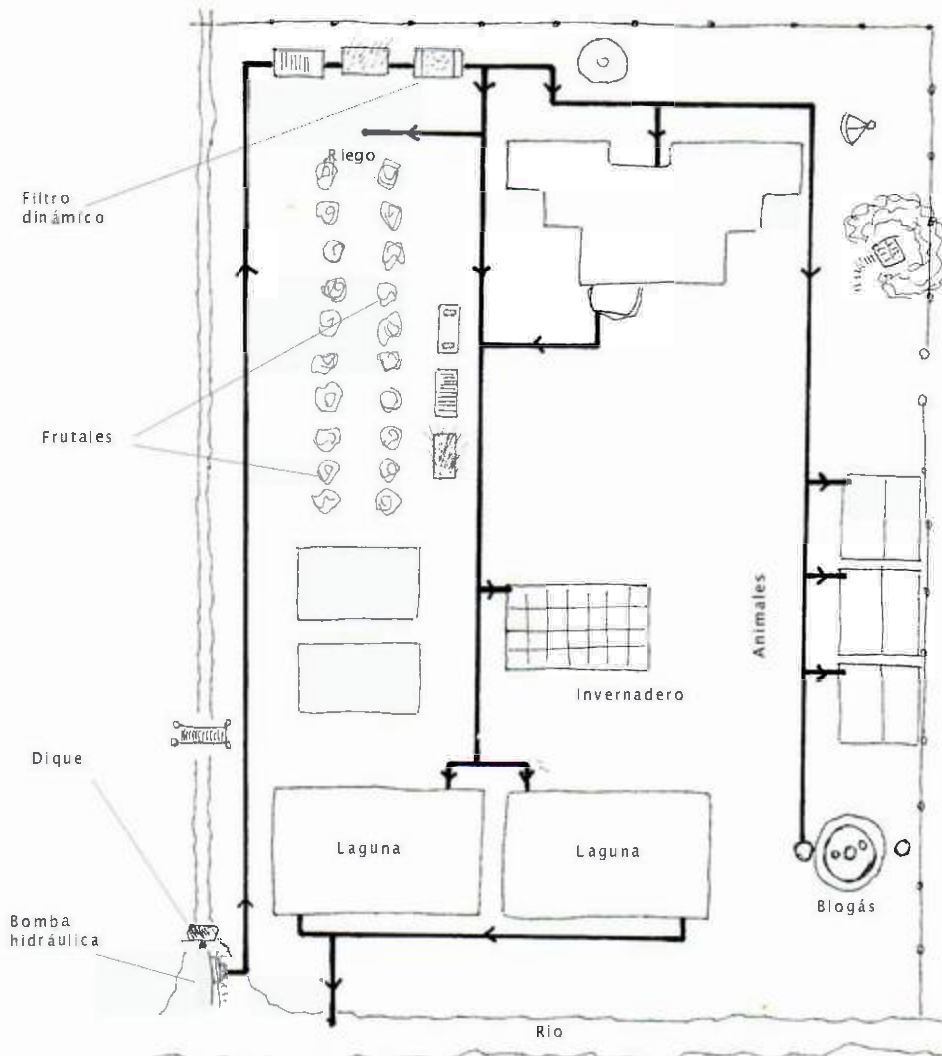 Riego
Filtro
dinámico
Frutales
Animales
Invernadero
Dique
Laguna
Laguna
Biogás
Bomba
hidráulica
Rio